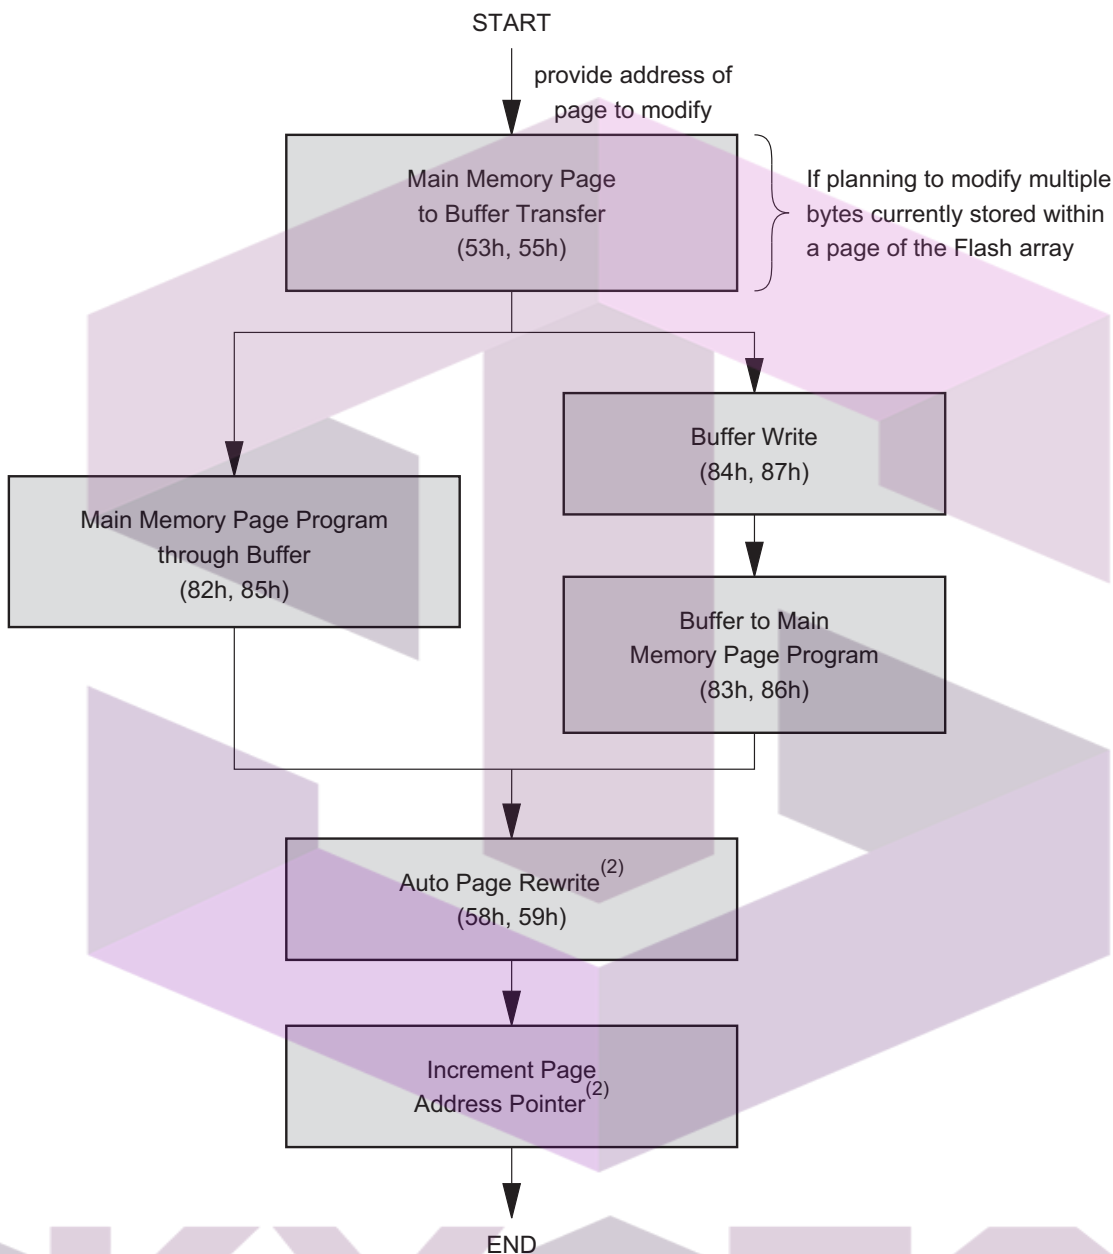 START
provide address of
page to modify
Main Memory Page
to Buffer Transfer
(53h, 55h)
If planning to modify multiple
bytes currently stored within
a page of the Flash array
Buffer Write
(84h, 87h)
Main Memory Page Program
through Buffer
(82h, 85h)
Buffer to Main
Memory Page Program
(83h, 86h)
Auto Page Rewrite(2)
(58h, 59h)
Increment Page
Address Pointer(2)
END